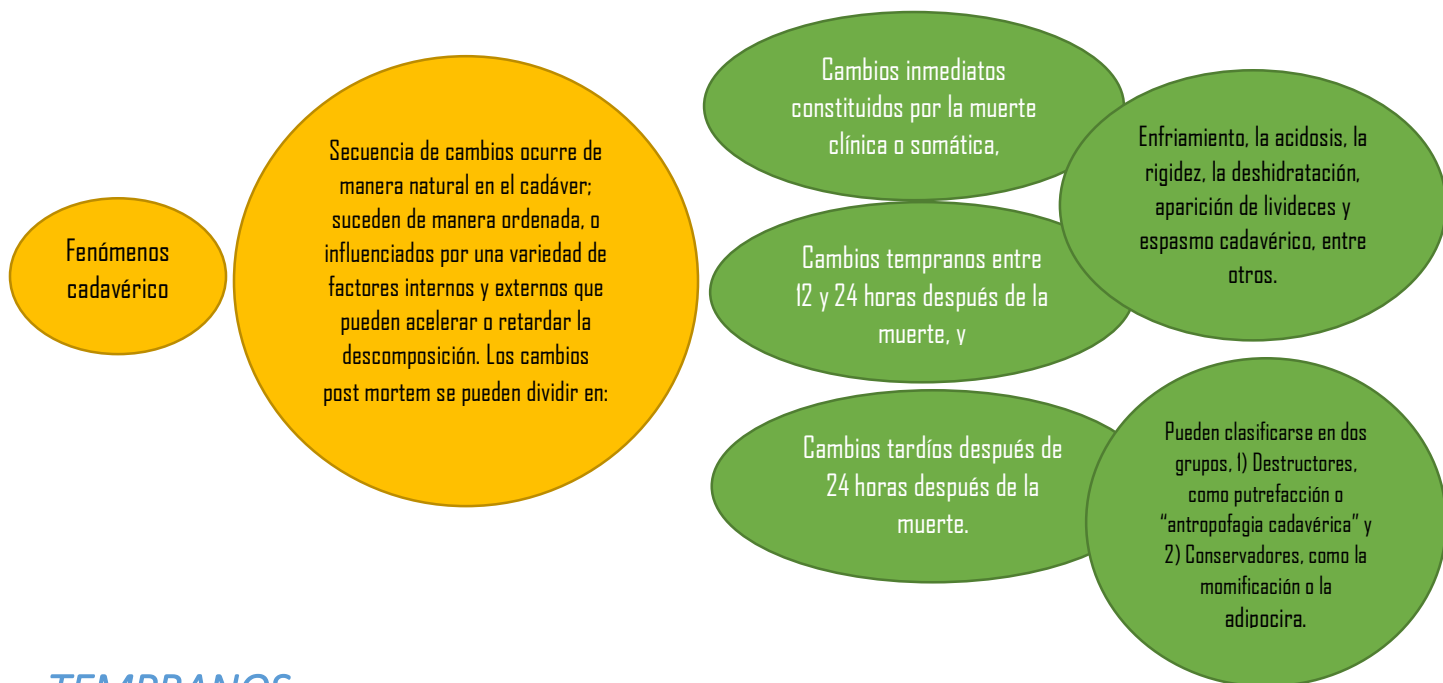 Fenómenos
cadavérico
Secuencia de cambios ocurre de
manera natural en el cadáver;
suceden de manera ordenada, o
influenciados por una variedad de
factores internos y externos que
pueden acelerar o retardar la
descomposición. Los cambios
post mortem se pueden dividir en:
Cambios inmediatos
constituidos por la muerte
clínica o somática,
Enfriamiento, la acidosis, la
rigidez, la deshidratación,
aparición de livideces y
espasmo cadavérico, entre
otros.
Cambios tempranos entre
12 y 24 horas después de la
muerte, y
Cambios tardíos después de
24 horas después de la
muerte.
Pueden clasificarse en dos
grupos, 1) Destructores,
como putrefacción o
“antropofagia cadavérica” y
2) Conservadores, como la
momificación o la
adipocira.
TEMPRANOS